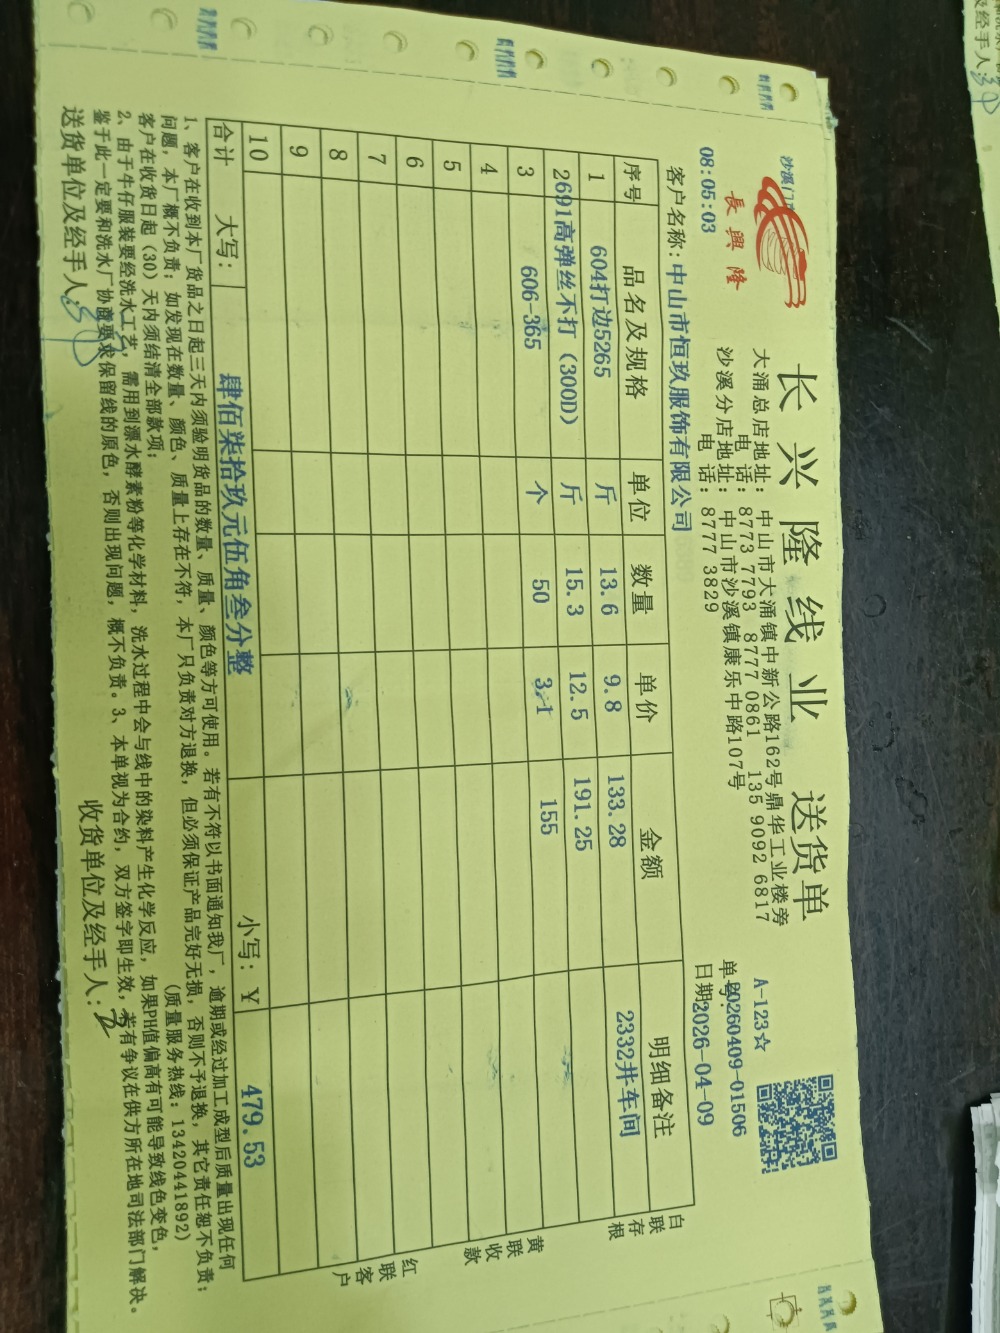 長興隆
长兴隆线业 送货单
大涌总店地址：中山市大涌镇中新公路162号鼎华工业楼旁
电 话：8773 7793 8777 0861 135 9092 6817
沙溪分店地址：中山市沙溪镇康乐中路107号
电 话：8777 3829
A-123☆
单号：20260409-01506
日期：2026-04-09
08:05:03
客户名称：中山市恒玖服饰有限公司
序号 品名及规格 单位 数量 单价 金额 明细备注
1 604打边5265 斤 13.6 9.8 133.28 2332井车间
2 691高弹丝不打（300D） 斤 15.3 12.5 191.25
3 606-365 个 50 3.1 155
4
5
6
7
8
9
10
合计 大写：肆佰柒拾玖元伍角叁分整 小写：￥ 479.53
白联存根
黄联收款
红联客户
1、客户在收到本厂货品之日起三天内须验明货品的数量、质量、颜色等方可使用。若有不符以书面通知我厂，逾期或经过加工成型后质量出现任何
问题，本厂概不负责；如发现在数量、颜色、质量上存在不符，本厂只负责对方退换，但必须保证产品完好无损，否则不予退换，其它责任恕不负责；
客户在收货日起（30）天内须结清全部款项； （质量服务热线：13420441892）
2、由于牛仔服装要经洗水工艺，需用到漂水酵素粉等化学材料，洗水过程中会与线中的染料产生化学反应，如果PH值偏高有可能导致线色变色，
鉴于此一定要和洗水厂协商要求保留线的原色，否则出现问题，概不负责。3、本单视为合约，双方签字即生效，若有争议在供方所在地司法部门解决。
送货单位及经手人： 收货单位及经手人：